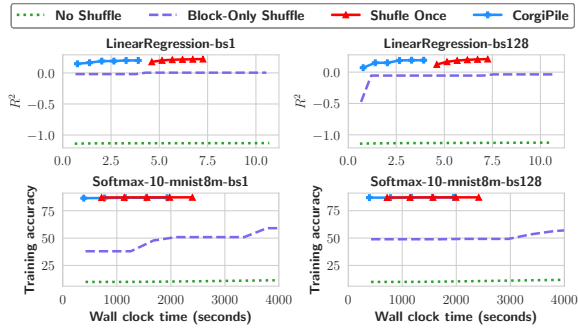 No Shuffle Block-Only Shuffle Shufle Once CorgiPile
LinearRegression-bs1 LinearRegression-bs128
R² 0.0 −0.5 −1.0 0.0 2.5 5.0 7.5 10.0
R² 0.0 −0.5 −1.0 0.0 2.5 5.0 7.5 10.0
Softmax-10-mnist8m-bs1 Softmax-10-mnist8m-bs128
Training accuracy 75 50 25 0 1000 2000 3000 4000
Training accuracy 75 50 25 0 1000 2000 3000 4000
Wall clock time (seconds) Wall clock time (seconds)